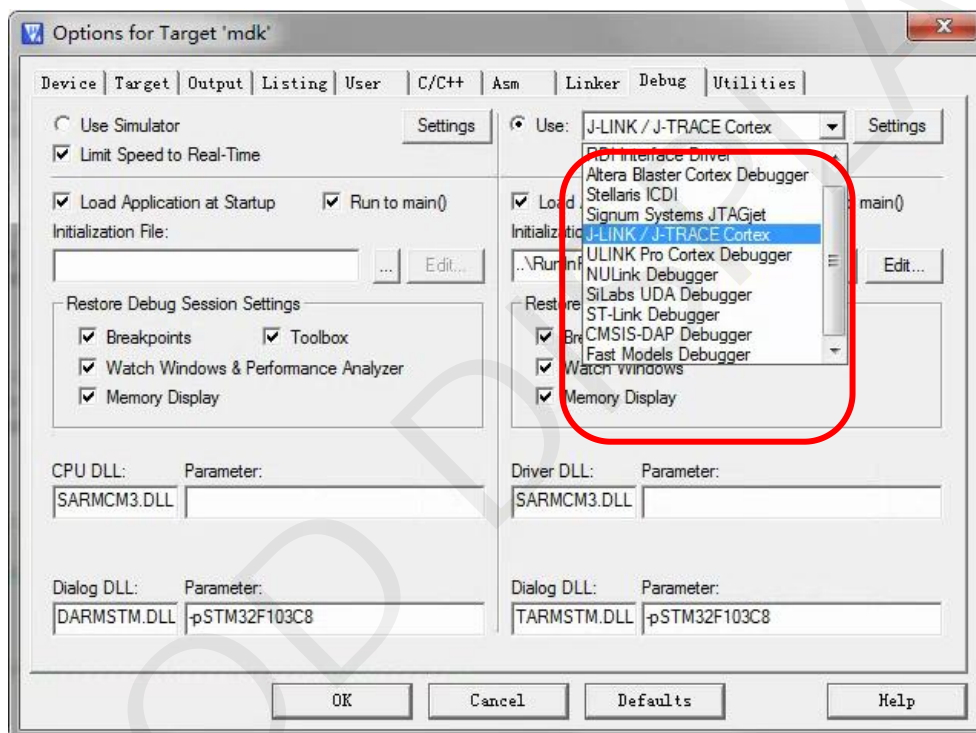 Options for Target 'mdk'
Device Target Output Listing User C/C++ Asm Linker Debug Utilities
Use Simulator Settings Use: J-LINK / J-TRACE Cortex Settings
Limit Speed to Real-Time
RDI Interface Driver
Altera Blaster Cortex Debugger
Stellaris ICDI
Signum Systems JTAGjet
J-LINK / J-TRACE Cortex
ULINK Pro Cortex Debugger
NULink Debugger
SiLabs UDA Debugger
ST-Link Debugger
CMSIS-DAP Debugger
Fast Models Debugger
Load Application at Startup Run to main() Load main()
Initialization File:
... Edit... Edit...
Restore Debug Session Settings
Breakpoints Toolbox
Watch Windows & Performance Analyzer Watch Windows
Memory Display Memory Display
CPU DLL: Parameter: Driver DLL: Parameter:
SARMCM3.DLL SARMCM3.DLL
Dialog DLL: Parameter: Dialog DLL: Parameter:
DARMSTM.DLL -pSTM32F103C8 TARMSTM.DLL -pSTM32F103C8
OK Cancel Defaults Help